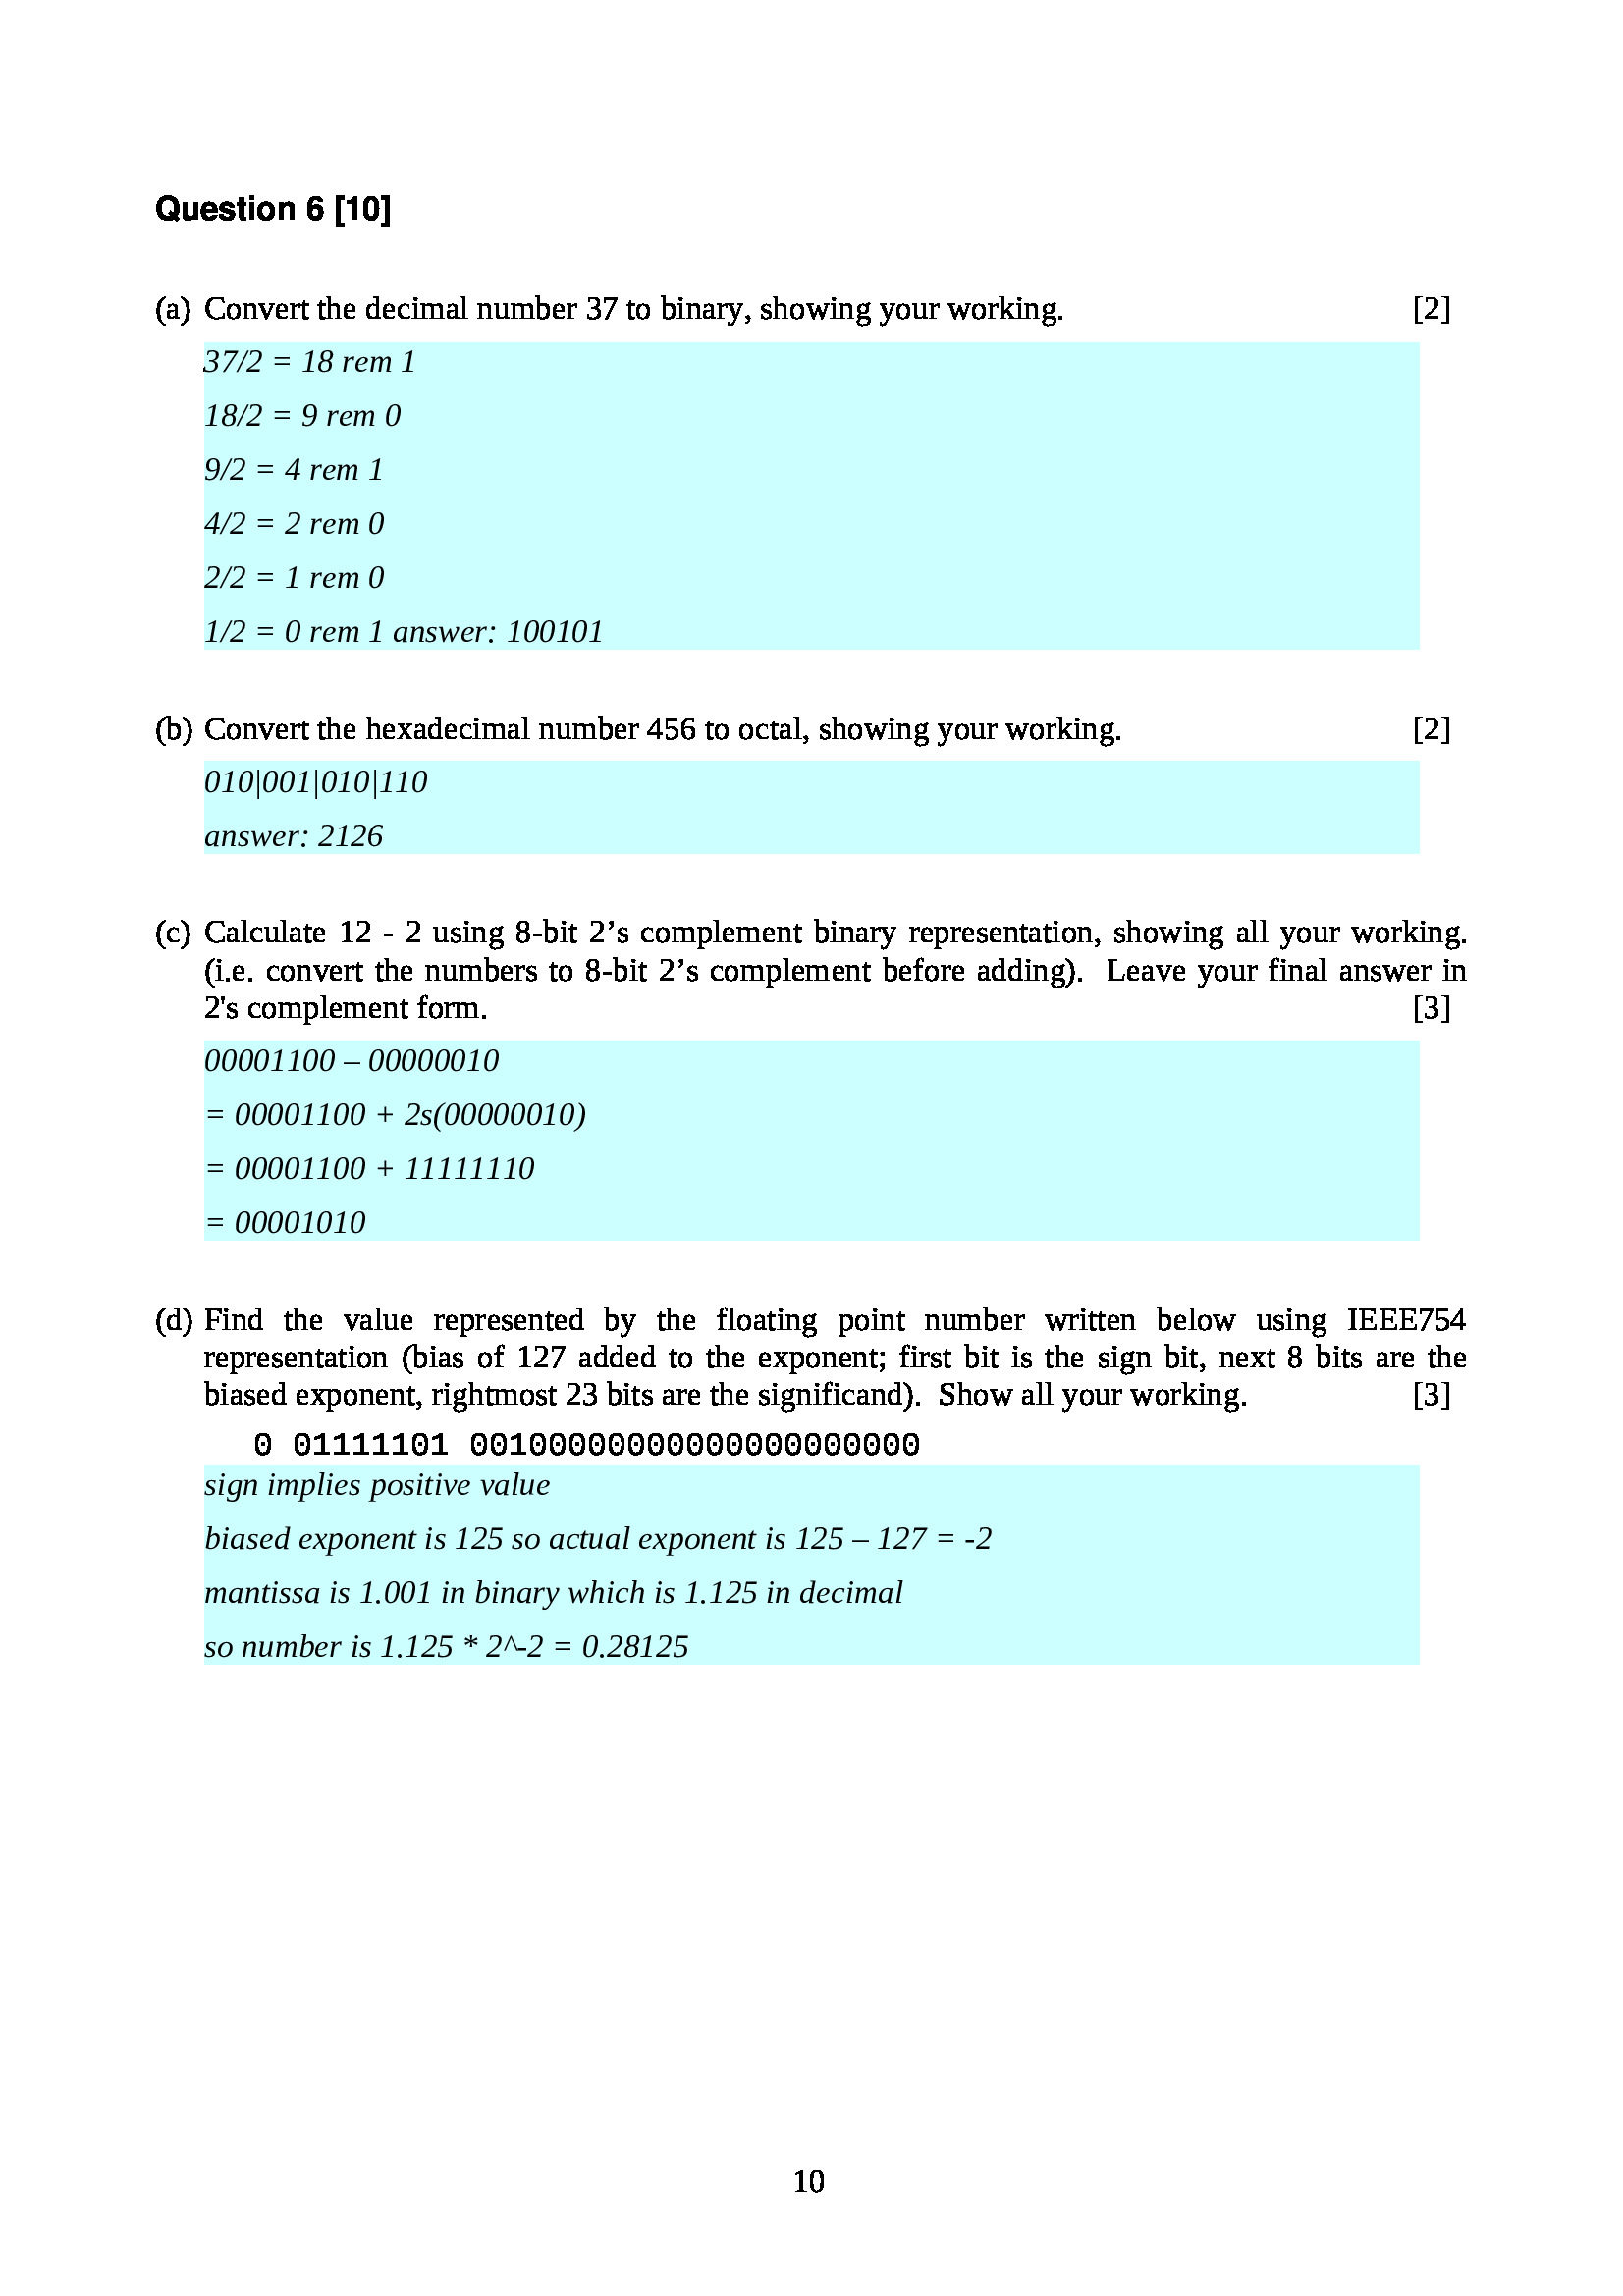 Question 6 [10]
(a) Convert the decimal number 37 to binary, showing your working. [2]
37/2 = 18 rem 1
18/2 = 9 rem 0
9/2 = 4 rem 1
4/2 = 2 rem 0
2/2 = 1 rem 0
1/2 = 0 rem 1 answer: 100101
(b) Convert the hexadecimal number 456 to octal, showing your working. [2]
010|001|010|110
answer: 2126
(c) Calculate 12 - 2 using 8-bit 2’s complement binary representation, showing all your working.
(i.e. convert the numbers to 8-bit 2’s complement before adding). Leave your final answer in
2's complement form. [3]
00001100 – 00000010
= 00001100 + 2s(00000010)
= 00001100 + 11111110
= 00001010
(d) Find the value represented by the floating point number written below using IEEE754
representation (bias of 127 added to the exponent; first bit is the sign bit, next 8 bits are the
biased exponent, rightmost 23 bits are the significand). Show all your working. [3]
0 01111101 00100000000000000000000
sign implies positive value
biased exponent is 125 so actual exponent is 125 – 127 = -2
mantissa is 1.001 in binary which is 1.125 in decimal
so number is 1.125 * 2^-2 = 0.28125
10